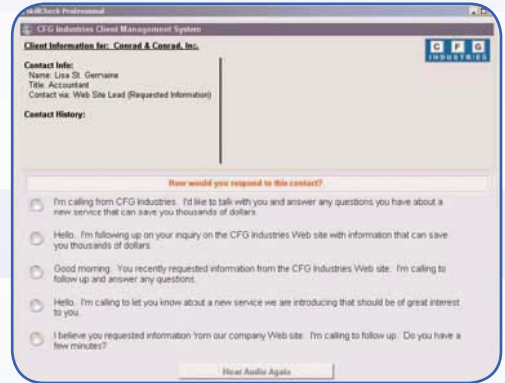 SkillCheck Professional
CFG Industries Client Management System
Client Information for: Conrad & Conrad, Inc.
C F G
INDUSTRIES
Contact Info:
Name: Lisa St. Germaine
Title: Accountant
Contact via: Web Site Lead (Requested Information)
Contact History:
How would you respond to this contact?
I'm calling from CFG Industries. I'd like to talk with you and answer any questions you have about a
new service that can save you thousands of dollars.
Hello. I'm following up on your inquiry on the CFG Industries Web site with information that can save
you thousands of dollars.
Good morning. You recently requested information from the CFG Industries Web site. I'm calling to
follow up and answer any questions.
Hello. I'm calling to let you know about a new service we are introducing that should be of great interest
to you.
I believe you requested information from our company Web site. I'm calling to follow up. Do you have a
few minutes?
Hear Audio Again